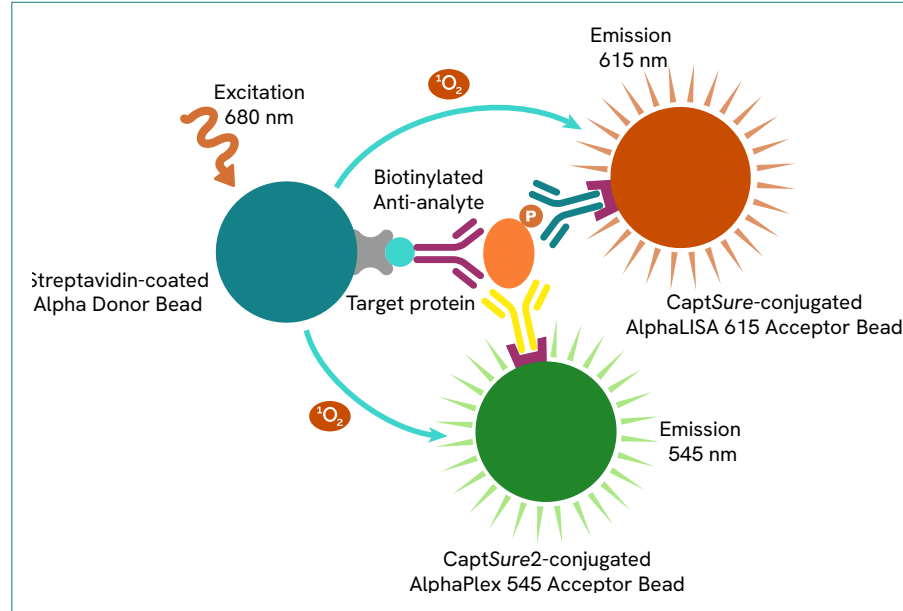 Emission
615 nm
¹O₂
Excitation
680 nm
Biotinylated
Anti-analyte
P
Streptavidin-coated
Alpha Donor Bead
Target protein
CaptSure-conjugated
AlphaLISA 615 Acceptor Bead
¹O₂
Emission
545 nm
CaptSure2-conjugated
AlphaPlex 545 Acceptor Bead